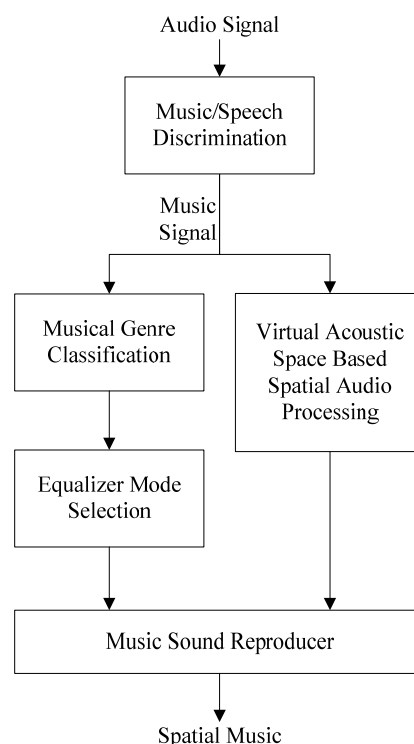 Audio Signal
Music/Speech
Discrimination
Music
Signal
Musical Genre
Classification
Virtual Acoustic
Space Based
Spatial Audio
Processing
Equalizer Mode
Selection
Music Sound Reproducer
Spatial Music